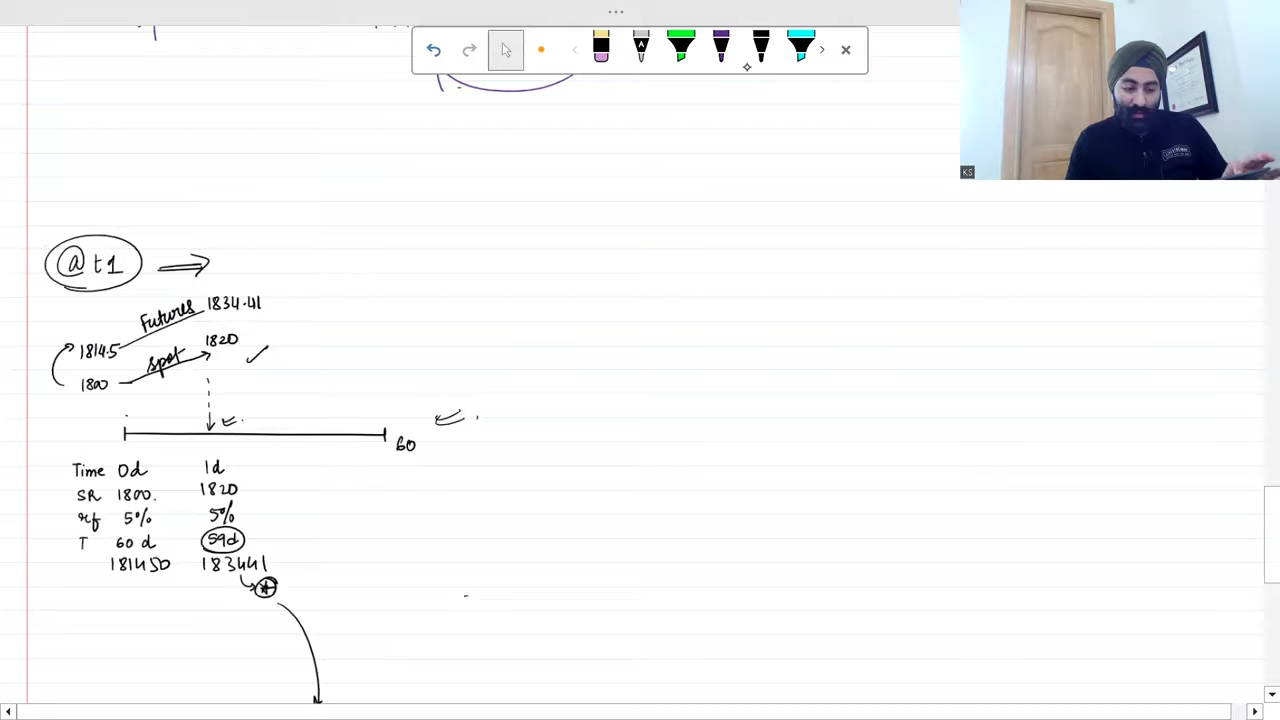 @t1 ⇒
Futures 1834.41
1814.5 spot 1820 ✓
1800
60
Time 0d 1d
SR 1800. 1820
rf 5% 5%
T 60 d 59d
181450 183441
KS